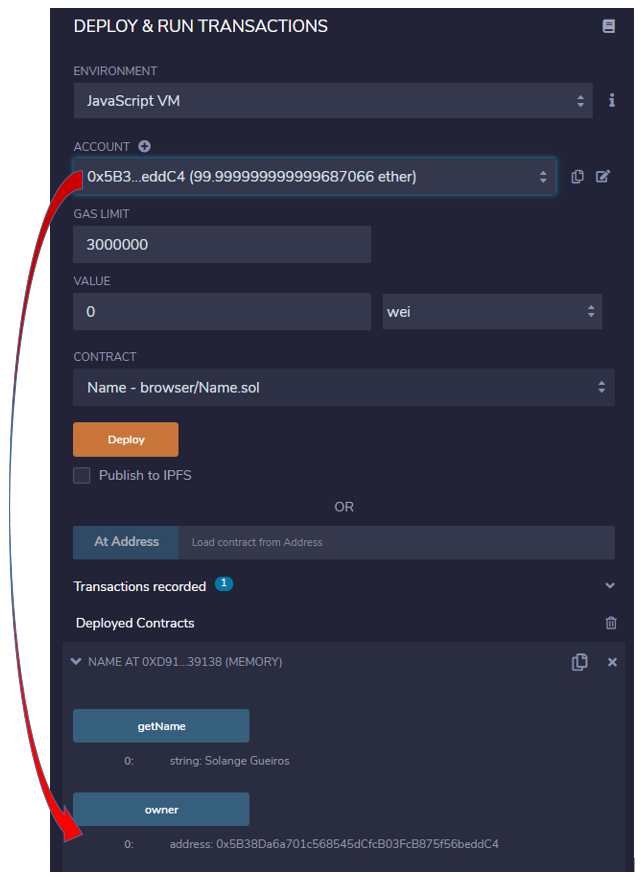 DEPLOY & RUN TRANSACTIONS
ENVIRONMENT
JavaScript VM
ACCOUNT
0x5B3...eddC4 (99.999999999999687066 ether)
GAS LIMIT
3000000
VALUE
0 wei
CONTRACT
Name - browser/Name.sol
Deploy
Publish to IPFS
OR
At Address Load contract from Address
Transactions recorded 1
Deployed Contracts
NAME AT 0XD91...39138 (MEMORY)
getName
0: string: Solange Gueiros
owner
0: address: 0x5B38Da6a701c568545dCfcB03FcB875f56beddC4